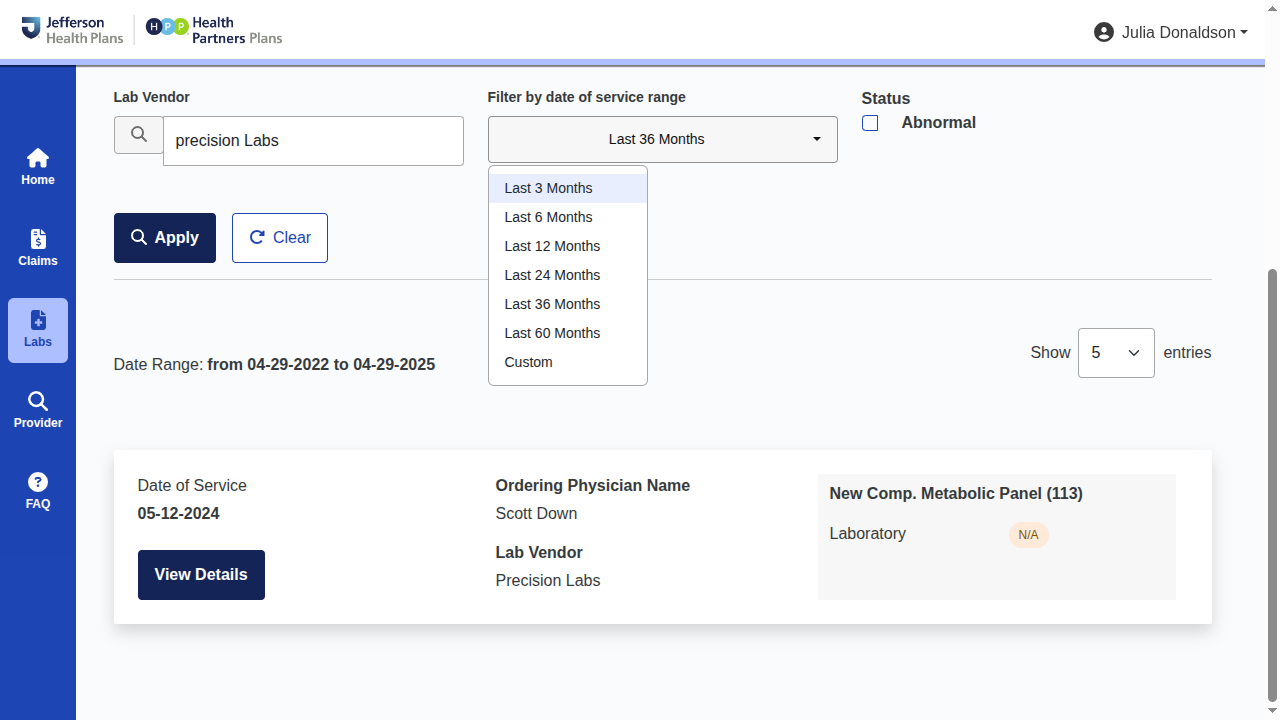 Jefferson
Health Plans
HPP
Health
Partners Plans
Julia Donaldson
Home
Claims
Labs
Provider
FAQ
Lab Vendor
precision Labs
Filter by date of service range
Last 36 Months
Status
Abnormal
Last 3 Months
Last 6 Months
Last 12 Months
Last 24 Months
Last 36 Months
Last 60 Months
Custom
Apply
Clear
Date Range: from 04-29-2022 to 04-29-2025
Show 5 entries
Date of Service
05-12-2024
View Details
Ordering Physician Name
Scott Down
Lab Vendor
Precision Labs
New Comp. Metabolic Panel (113)
Laboratory N/A